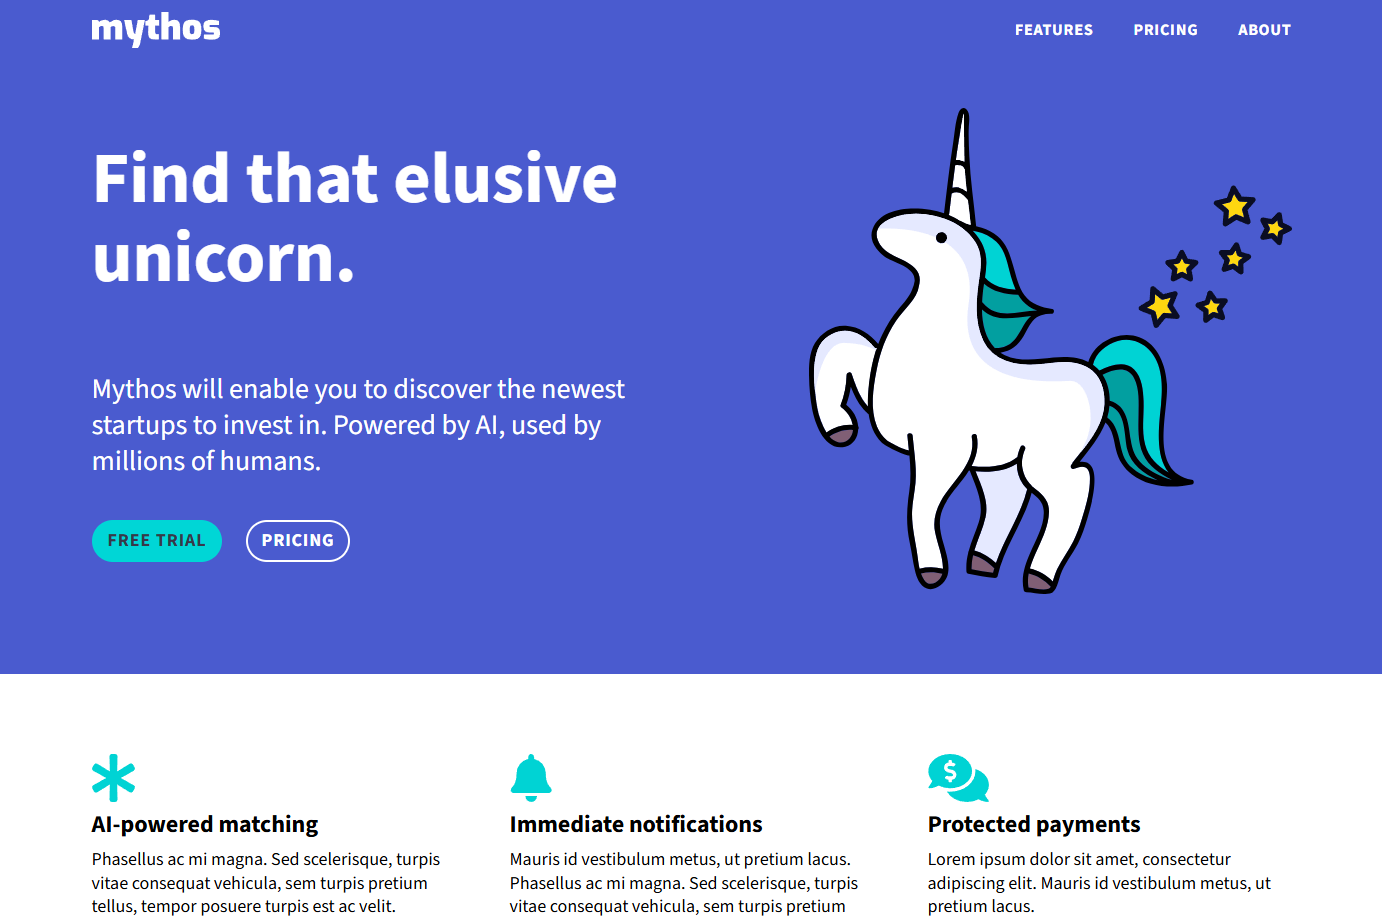 mythos
FEATURES PRICING ABOUT
Find that elusive
unicorn.
Mythos will enable you to discover the newest
startups to invest in. Powered by AI, used by
millions of humans.
FREE TRIAL PRICING
$
AI-powered matching
Phasellus ac mi magna. Sed scelerisque, turpis
vitae consequat vehicula, sem turpis pretium
tellus, tempor posuere turpis est ac velit.
Immediate notifications
Mauris id vestibulum metus, ut pretium lacus.
Phasellus ac mi magna. Sed scelerisque, turpis
vitae consequat vehicula, sem turpis pretium
Protected payments
Lorem ipsum dolor sit amet, consectetur
adipiscing elit. Mauris id vestibulum metus, ut
pretium lacus.